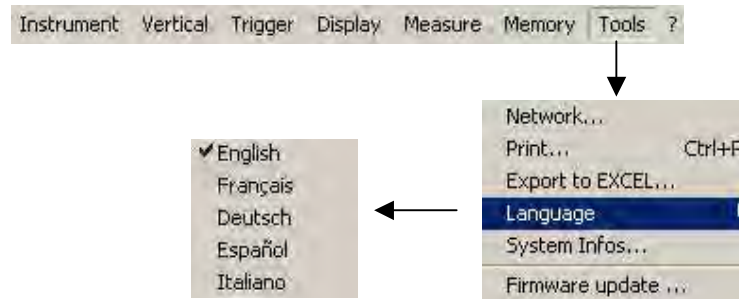 Instrument Vertical Trigger Display Measure Memory Tools ?
Network...
Print... Ctrl+P
Export to EXCEL...
Language
System Infos...
Firmware update ...
✔English
Français
Deutsch
Español
Italiano